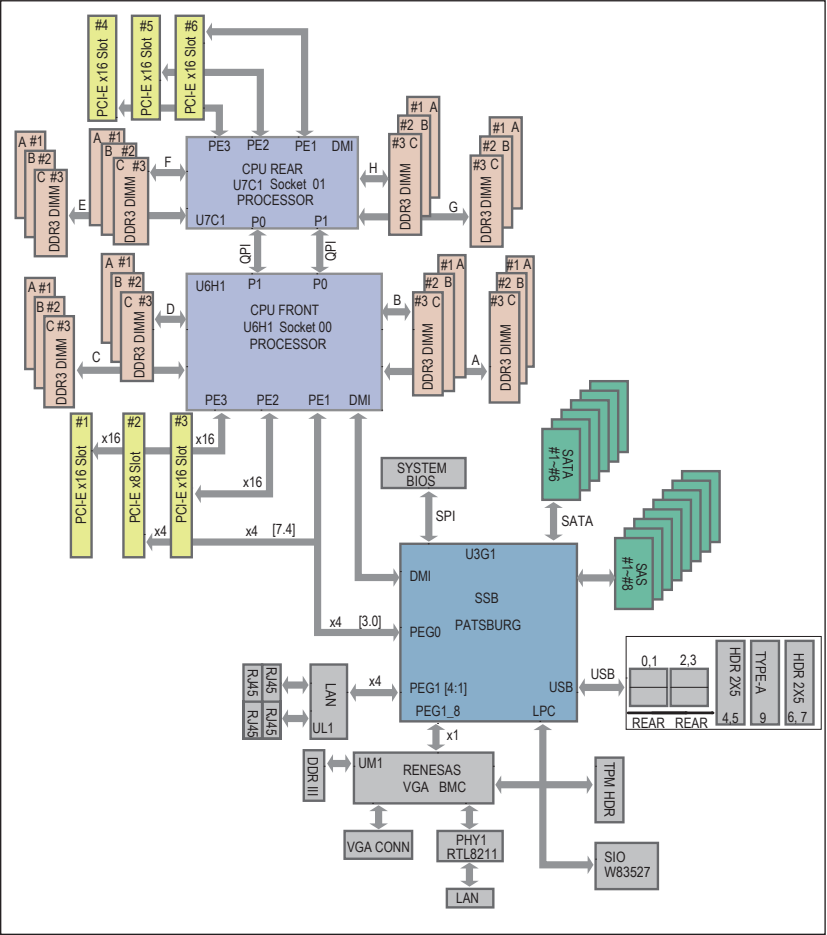 #4
#5
#6
PCI-E x16 Slot
PCI-E x16 Slot
PCI-E x16 Slot
PE3
PE2
PE1
DMI
CPU REAR
U7C1 Socket 01
PROCESSOR
U7C1
P0
P1
A #1
B #2
C #3
DDR3 DIMM
E
A #1
B #2
C #3
DDR3 DIMM
F
H
#1 A
#2 B
#3 C
DDR3 DIMM
G
#1 A
#2 B
#3 C
DDR3 DIMM
QPI
QPI
U6H1
P1
P0
CPU FRONT
U6H1 Socket 00
PROCESSOR
PE3
PE2
PE1
DMI
A #1
B #2
C #3
DDR3 DIMM
C
A #1
B #2
C #3
DDR3 DIMM
D
B
#1 A
#2 B
#3 C
DDR3 DIMM
A
#1 A
#2 B
#3 C
DDR3 DIMM
#1
#2
#3
PCI-E x16 Slot
PCI-E x8 Slot
PCI-E x16 Slot
x16
x16
x16
x4
x4
[7.4]
SYSTEM
BIOS
SPI
SATA
#1~#6
SATA
SAS
#1~#8
U3G1
DMI
SSB
PATSBURG
x4
[3.0]
PEG0
PEG1 [4:1]
USB
PEG1_8
LPC
USB
0,1
2,3
REAR
REAR
HDR 2X5
4,5
TYPE-A
9
HDR 2X5
6, 7
RJ45
RJ45
RJ45
RJ45
LAN
UL1
x4
x1
DDR III
UM1
RENESAS
VGA BMC
TPM HDR
VGA CONN
PHY1
RTL8211
LAN
SIO
W83527